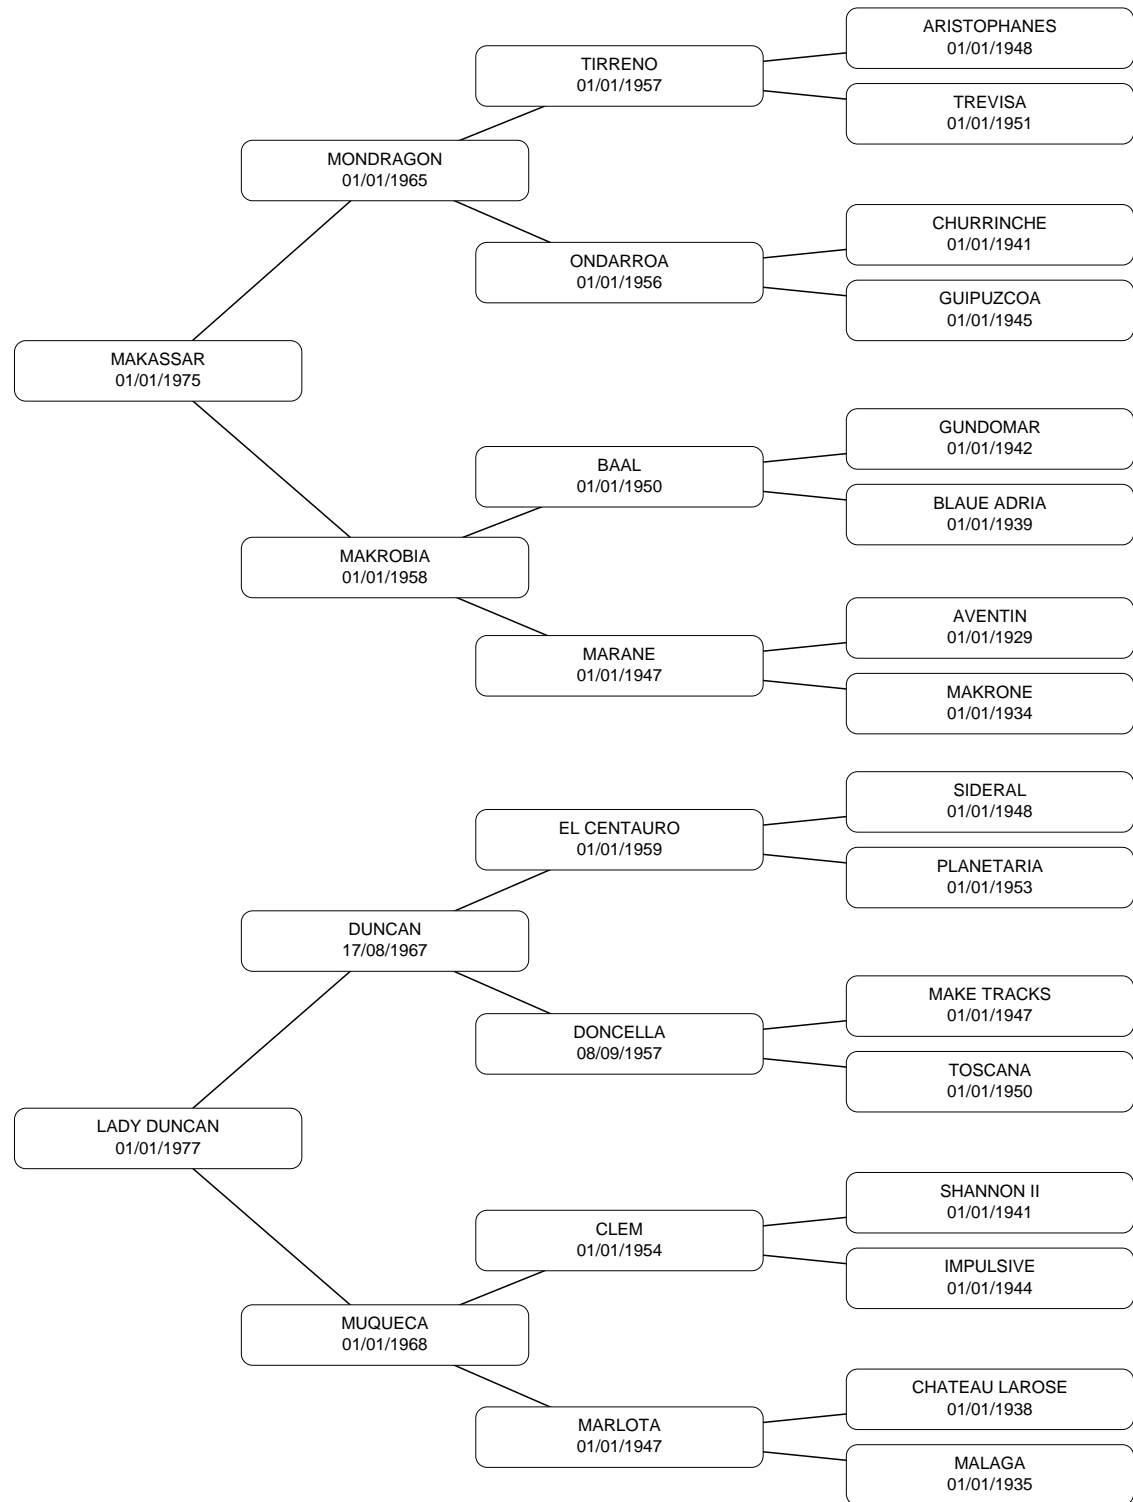 ARISTOPHANES
01/01/1948
TIRRENO
01/01/1957
TREVISA
01/01/1951
MONDRAGON
01/01/1965
CHURRINCHE
01/01/1941
ONDARROA
01/01/1956
GUIPUZCOA
01/01/1945
MAKASSAR
01/01/1975
GUNDOMAR
01/01/1942
BAAL
01/01/1950
BLAUE ADRIA
01/01/1939
MAKROBIA
01/01/1958
AVENTIN
01/01/1929
MARANE
01/01/1947
MAKRONE
01/01/1934
SIDERAL
01/01/1948
EL CENTAURO
01/01/1959
PLANETARIA
01/01/1953
DUNCAN
17/08/1967
MAKE TRACKS
01/01/1947
DONCELLA
08/09/1957
TOSCANA
01/01/1950
LADY DUNCAN
01/01/1977
SHANNON II
01/01/1941
CLEM
01/01/1954
IMPULSIVE
01/01/1944
MUQUECA
01/01/1968
CHATEAU LAROSE
01/01/1938
MARLOTA
01/01/1947
MALAGA
01/01/1935